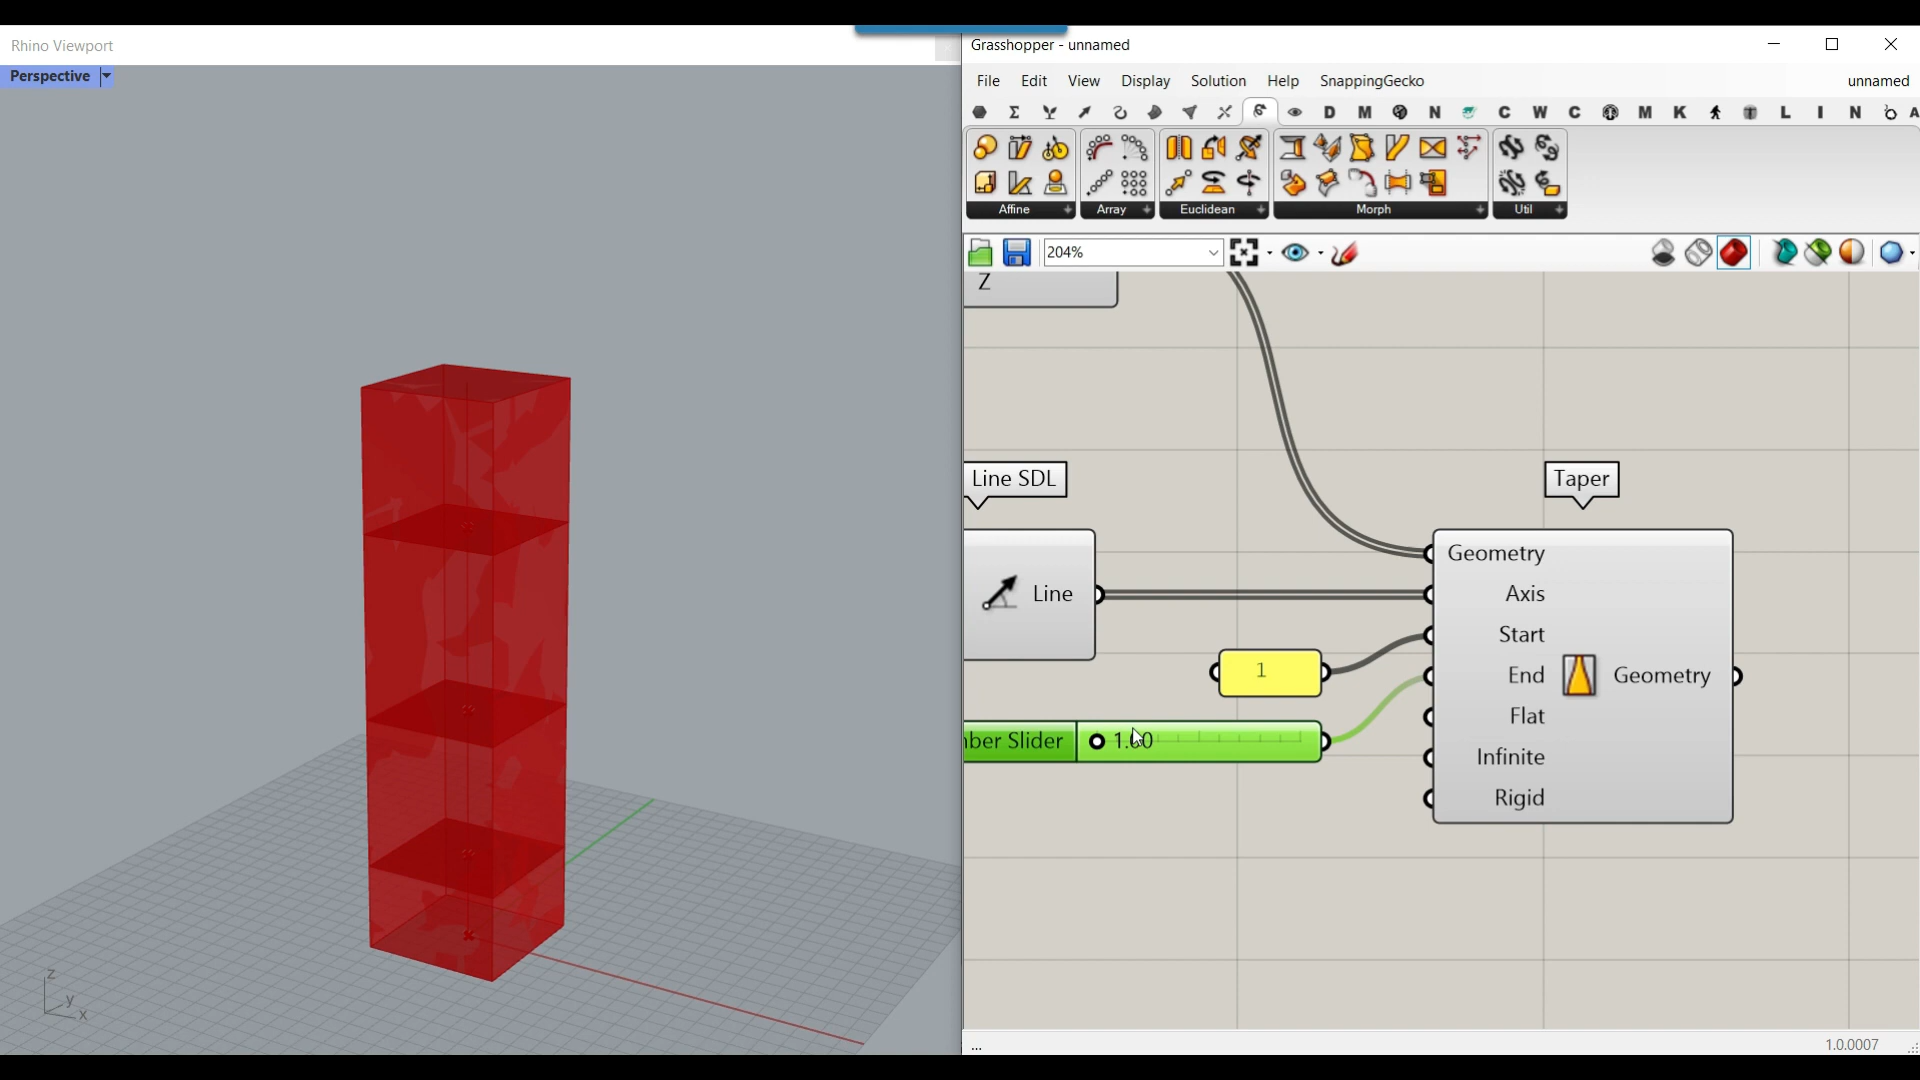 Rhino Viewport
Perspective
z
y
x
Grasshopper - unnamed
File Edit View Display Solution Help SnappingGecko unnamed
D M N C W C M K L I N A
Affine Array Euclidean Morph Util
204%
Z
Line SDL
Line
Taper
Geometry
Axis
Start
End
Flat
Infinite
Rigid
Geometry
1
ber Slider 1.00
...
1.0.0007